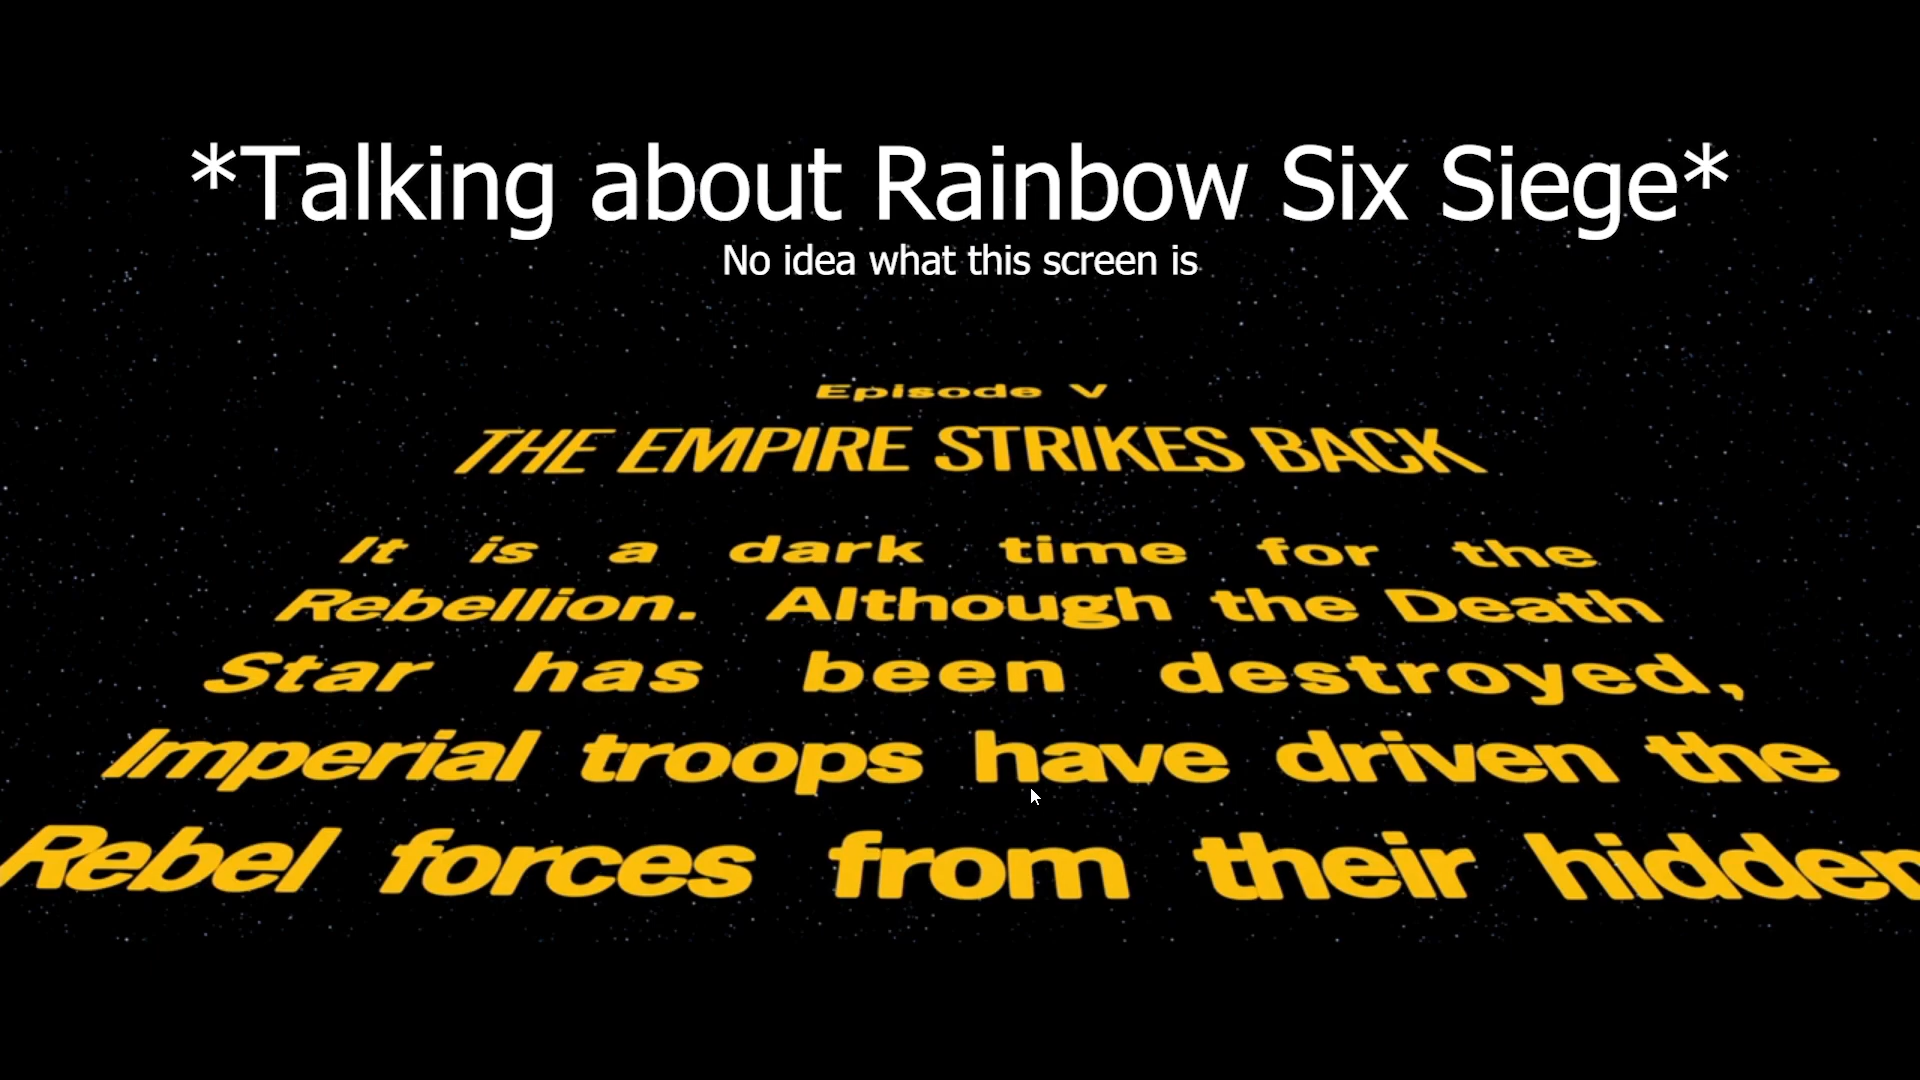 *Talking about Rainbow Six Siege*
No idea what this screen is
Episode V
THE EMPIRE STRIKES BACK
It is a dark time for the
Rebellion. Although the Death
Star has been destroyed,
Imperial troops have driven the
Rebel forces from their hidden